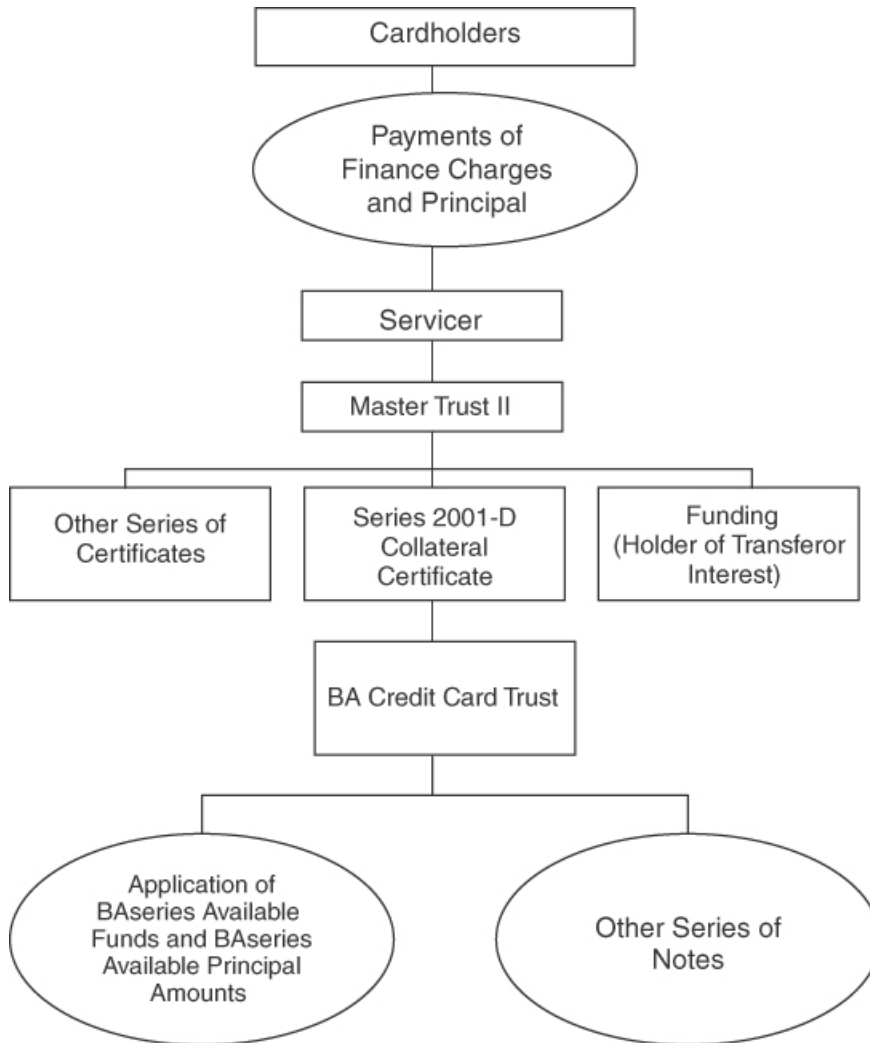 Cardholders
Payments of
Finance Charges
and Principal
Servicer
Master Trust II
Other Series of
Certificates
Series 2001-D
Collateral
Certificate
Funding
(Holder of Transferor
Interest)
BA Credit Card Trust
Application of
BAseries Available
Funds and BAseries
Available Principal
Amounts
Other Series of
Notes